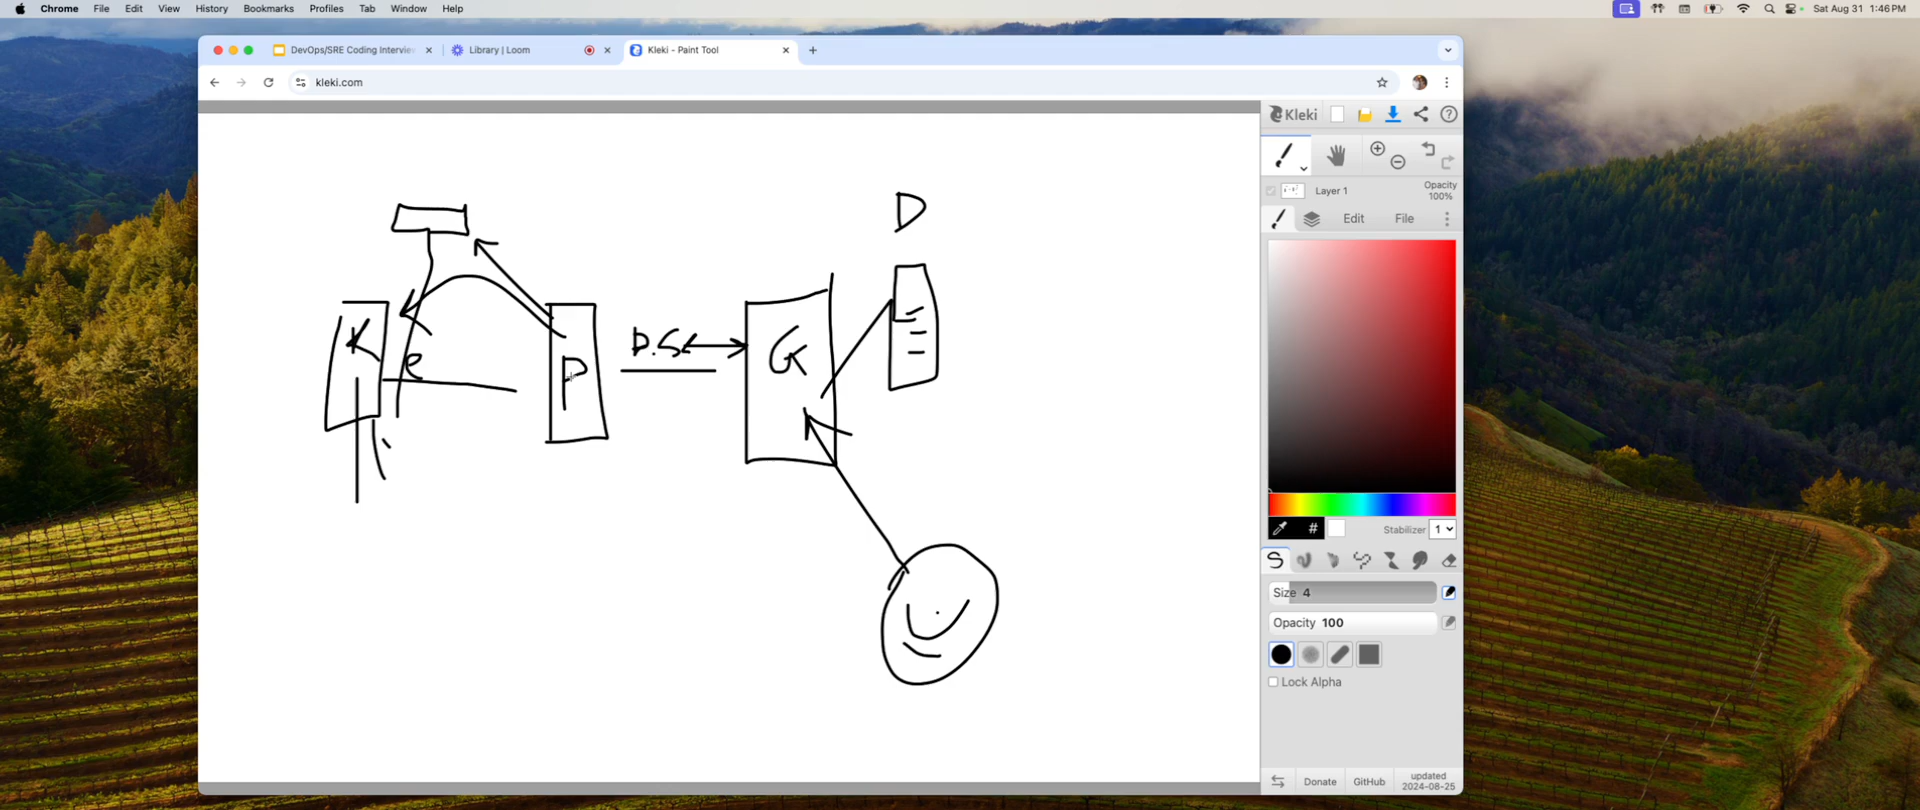 Chrome File Edit View History Bookmarks Profiles Tab Window Help Sat Aug 31 1:46 PM
DevOps/SRE Coding Interview Library | Loom Kleki - Paint Tool
kleki.com
Kleki
Layer 1 Opacity 100%
Edit File
D
K
D.S.
G
P
e
# Stabilizer 1
S
Size 4
Opacity 100
Lock Alpha
Donate GitHub updated 2024-08-25